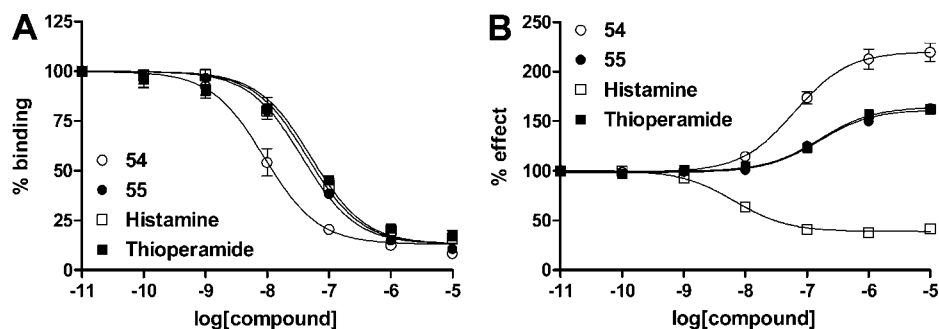 A
% binding
125
100
75
50
25
0
54
55
Histamine
Thioperamide
-11 -10 -9 -8 -7 -6 -5
log[compound]
B
% effect
250
200
150
100
50
0
54
55
Histamine
Thioperamide
-11 -10 -9 -8 -7 -6 -5
log[compound]